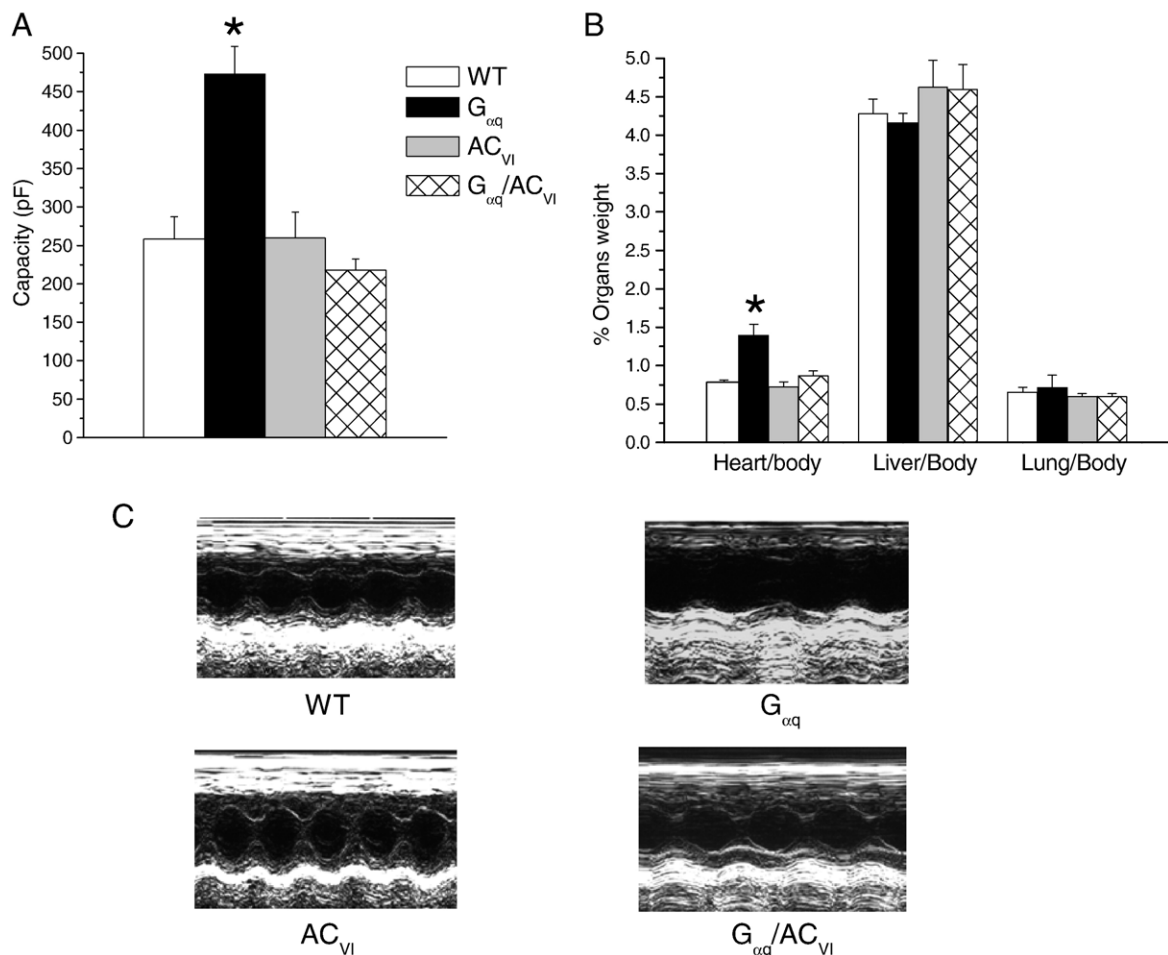 A
*
500
450
400
350
300
250
200
150
100
50
0
Capacity (pF)
WT
Gαq
ACVI
Gαq/ACVI
B
5.0
4.5
4.0
3.5
3.0
2.5
2.0
1.5
1.0
0.5
0.0
% Organs weight
*
Heart/body Liver/Body Lung/Body
C
WT
Gαq
ACVI
Gαq/ACVI